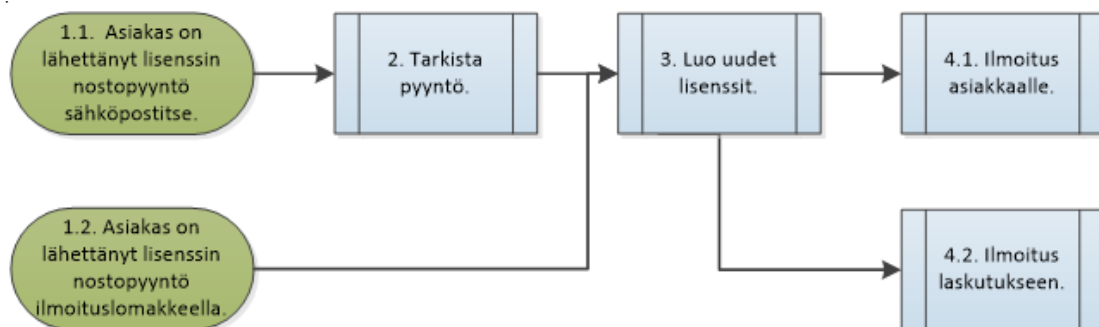 1.1.  Asiakas on
lähettänyt lisenssin
nostopyyntö
sähköpostitse.
2. Tarkista
pyyntö.
3. Luo uudet
lisenssit.
4.1. Ilmoitus
asiakkaalle.
1.2. Asiakas on
lähettänyt lisenssin
nostopyyntö
ilmoituslomakkeella.
4.2. Ilmoitus
laskutukseen.